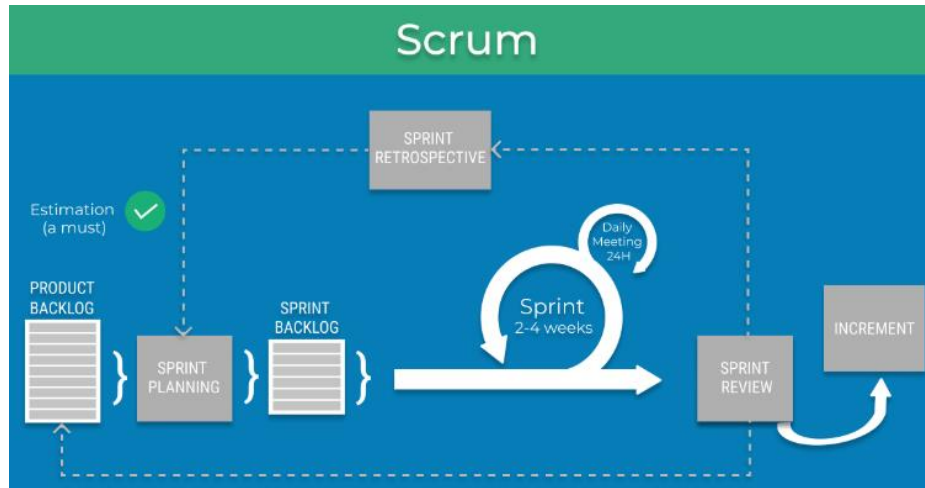 Scrum
SPRINT
RETROSPECTIVE
Estimation
(a must)
Daily
Meeting
24H
PRODUCT
BACKLOG
SPRINT
BACKLOG
Sprint
2-4 weeks
INCREMENT
SPRINT
PLANNING
SPRINT
REVIEW